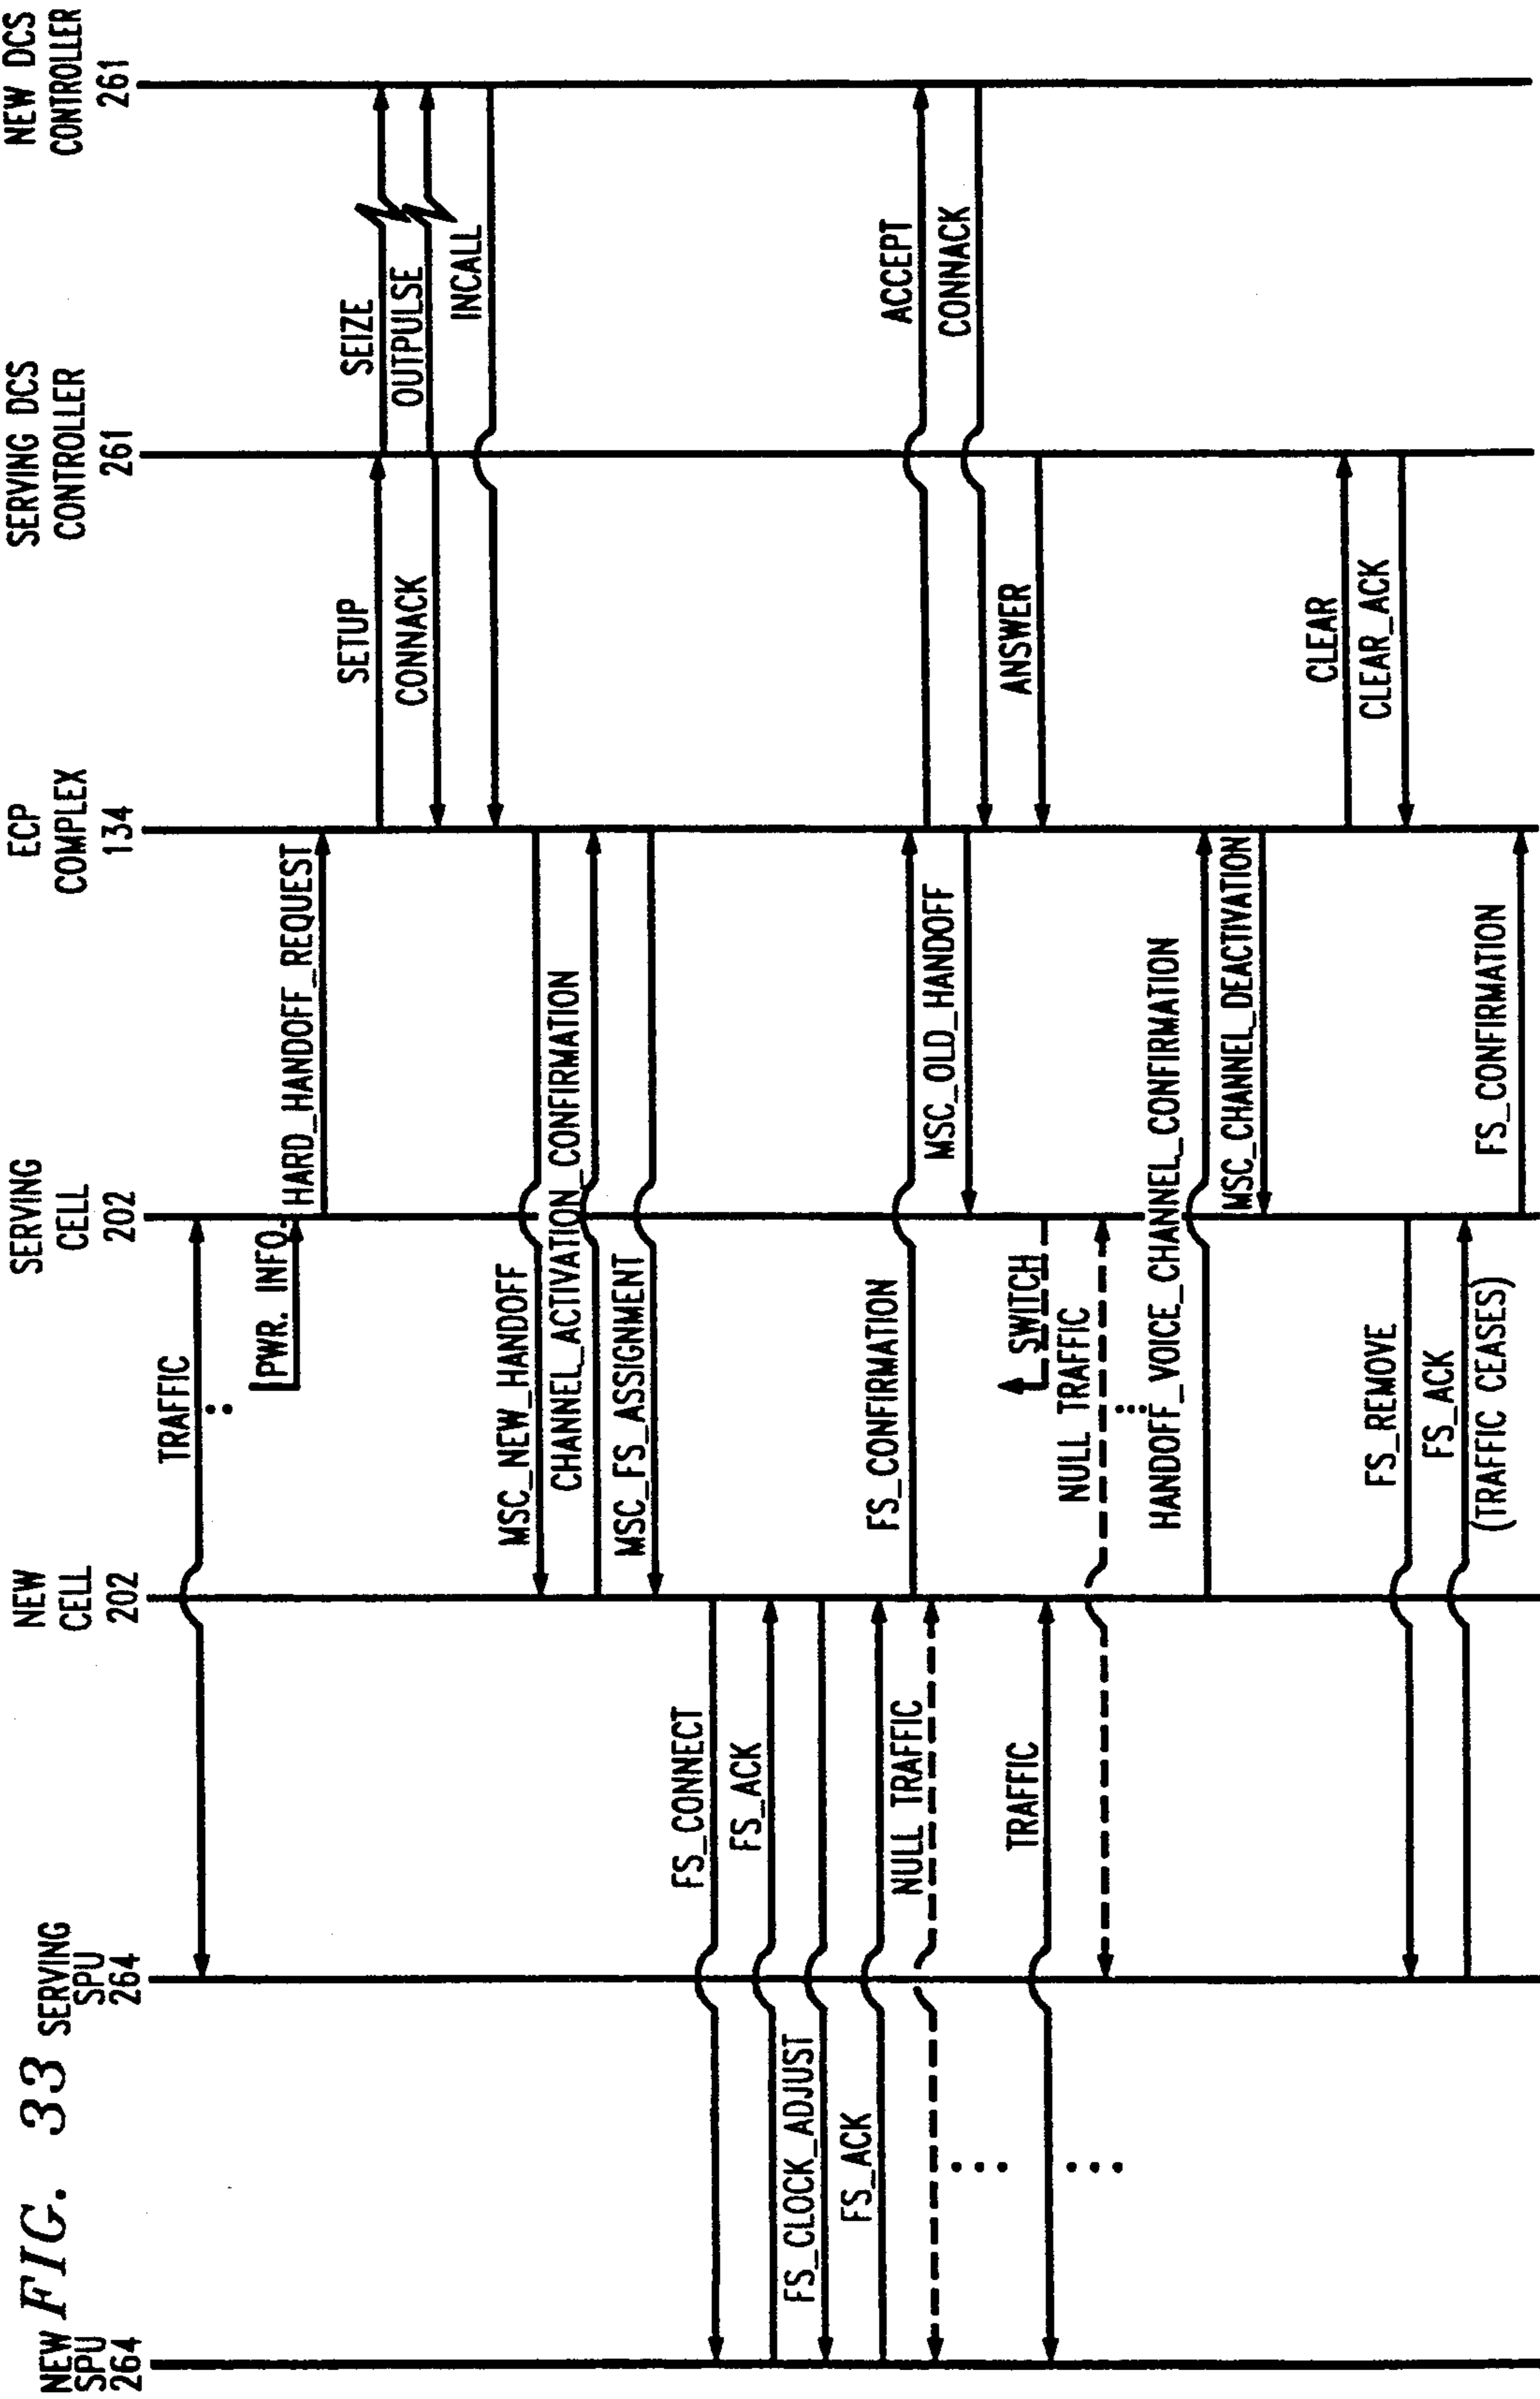 FIG. 33
NEW
SPU
264
SERVING
SPU
264
NEW
CELL
202
SERVING
CELL
202
ECP
COMPLEX
134
SERVING DCS
CONTROLLER
261
NEW DCS
CONTROLLER
261
TRAFFIC
PWR. INFO.
HARD_HANDOFF_REQUEST
SETUP
SEIZE
CONNACK
OUTPULSE
INCALL
MSC_NEW_HANDOFF
CHANNEL_ACTIVATION_CONFIRMATION
MSC_FS_ASSIGNMENT
FS_CONNECT
FS_ACK
FS_CLOCK_ADJUST
FS_ACK
FS_CONFIRMATION
ACCEPT
NULL TRAFFIC
MSC_OLD_HANDOFF
CONNACK
SWITCH
TRAFFIC
ANSWER
NULL TRAFFIC
HANDOFF_VOICE_CHANNEL_CONFIRMATION
MSC_CHANNEL_DEACTIVATION
CLEAR
FS_REMOVE
CLEAR_ACK
FS_ACK
(TRAFFIC CEASES)
FS_CONFIRMATION